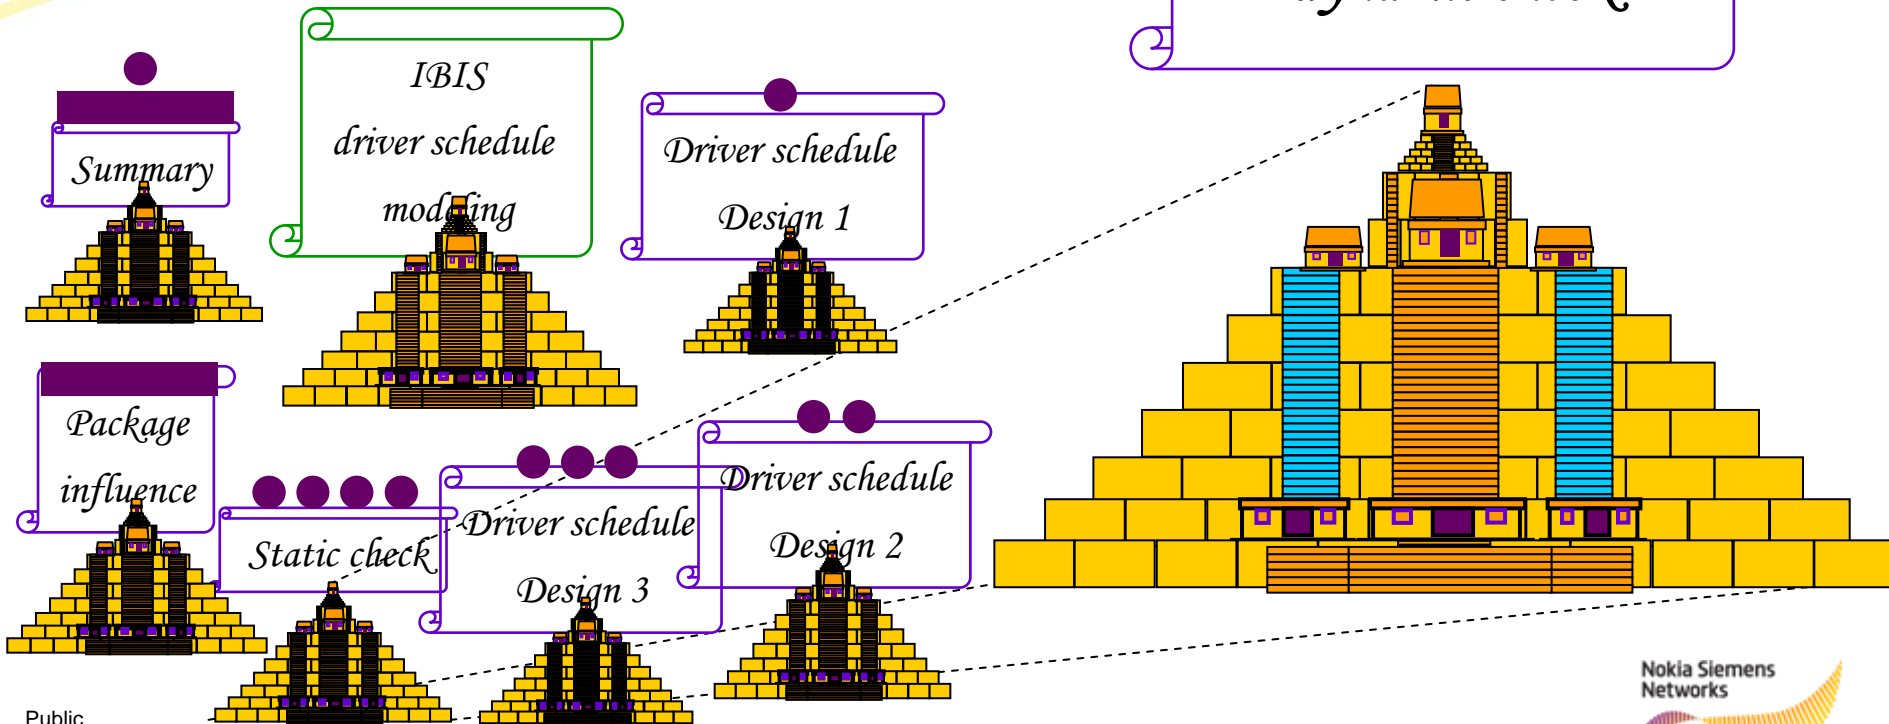 IBIS
driver schedule
modeling
Summary
Driver schedule
Design 1
Package
influence
Static check
Driver schedule
Design 3
Driver schedule
Design 2
Nokia Siemens
Networks
Public